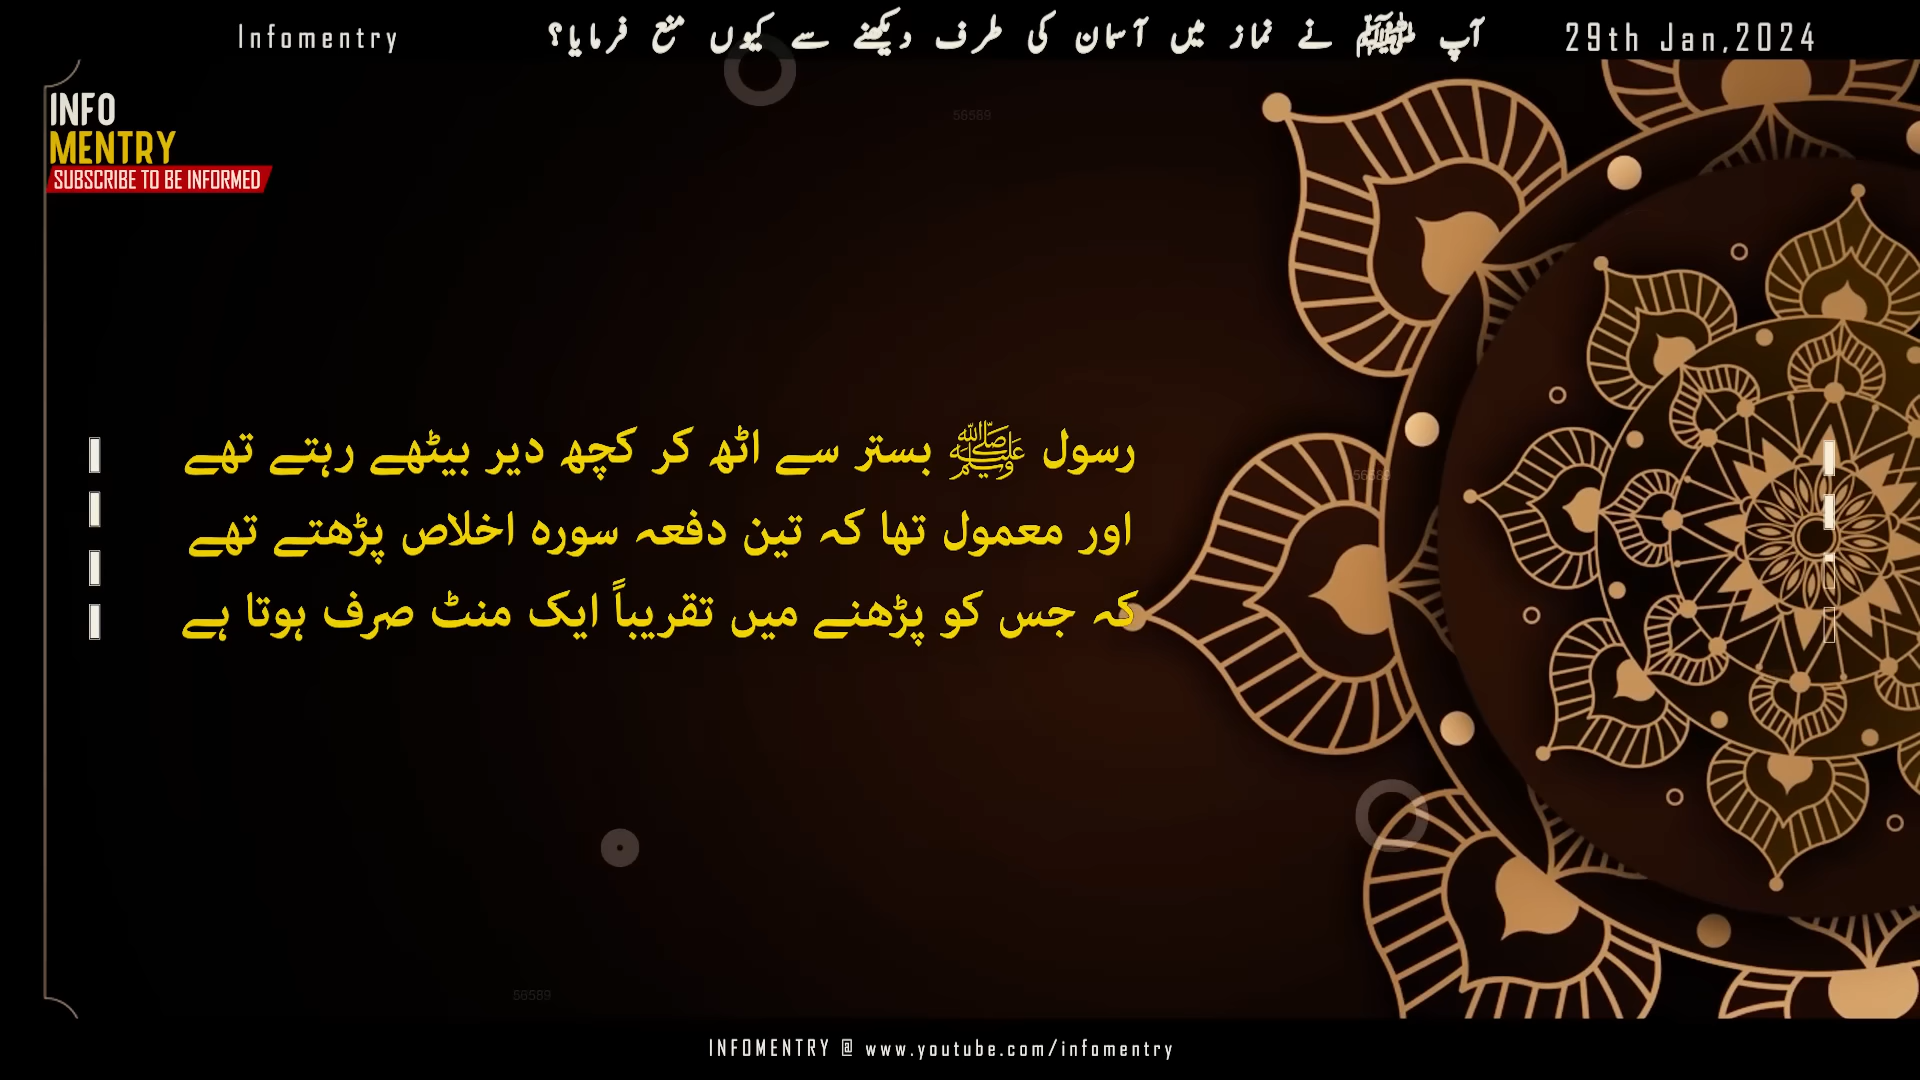 Infomentry
آپ ﷺ نے نماز میں آسمان کی طرف دیکھنے سے کیوں منع فرمایا؟
29th Jan,2024
INFO
MENTRY
SUBSCRIBE TO BE INFORMED
56589
رسول ﷺ بستر سے اٹھ کر کچھ دیر بیٹھے رہتے تھے
56589
اور معمول تھا کہ تین دفعہ سورہ اخلاص پڑھتے تھے
کہ جس کو پڑھنے میں تقریباً ایک منٹ صرف ہوتا ہے
56589
INFOMENTRY @ www.youtube.com/infomentry